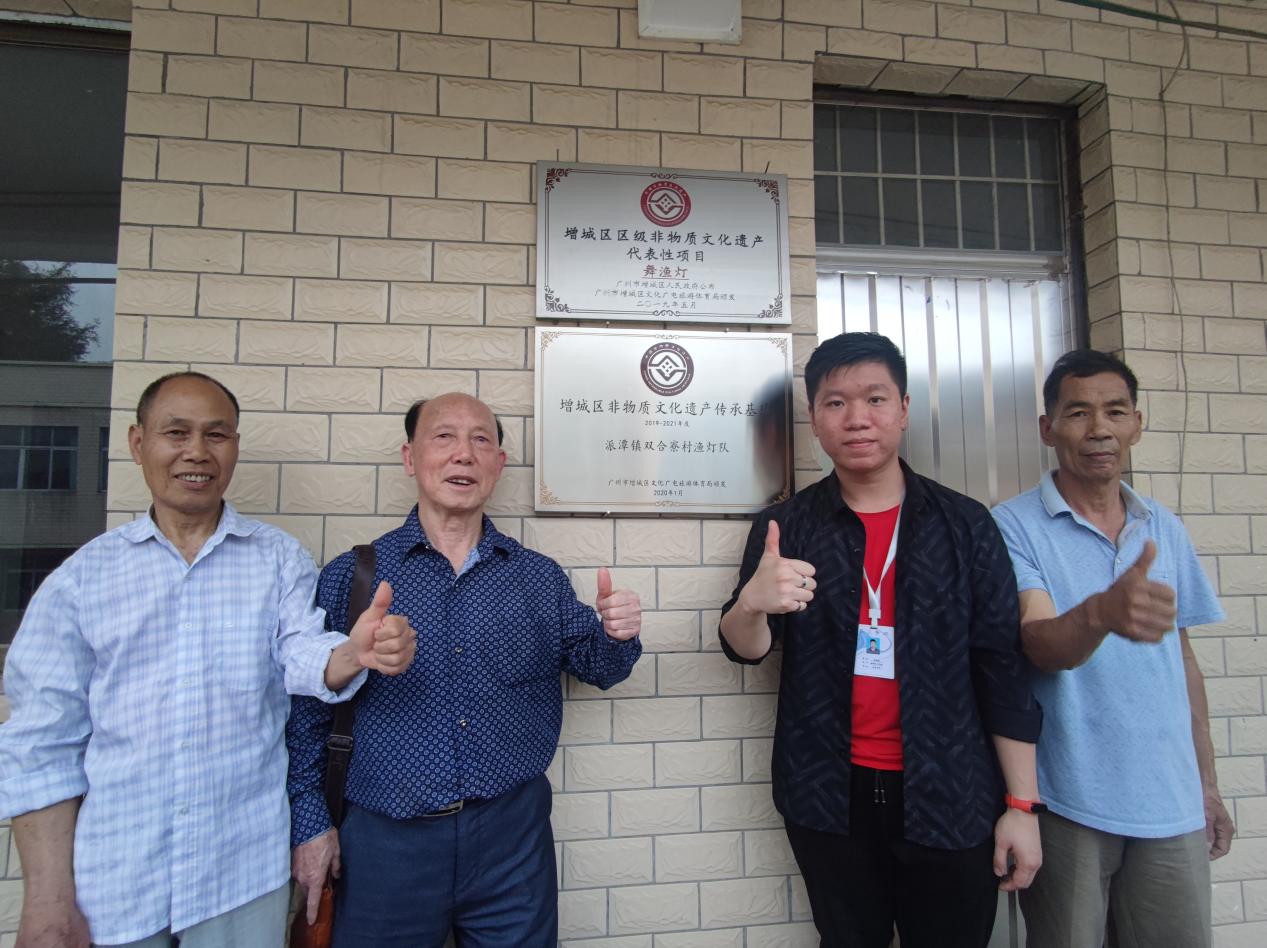 增城区区级非物质文化遗产
代表性项目
舞渔灯
广州市增城区人民政府公布
广州市增城区文化广电旅游体育局颁发
二〇一九年五月
增城区非物质文化遗产传承基
2019-2021年度
派潭镇双合寨村渔灯队
广州市增城区文化广电旅游体育局颁发
2020年1月